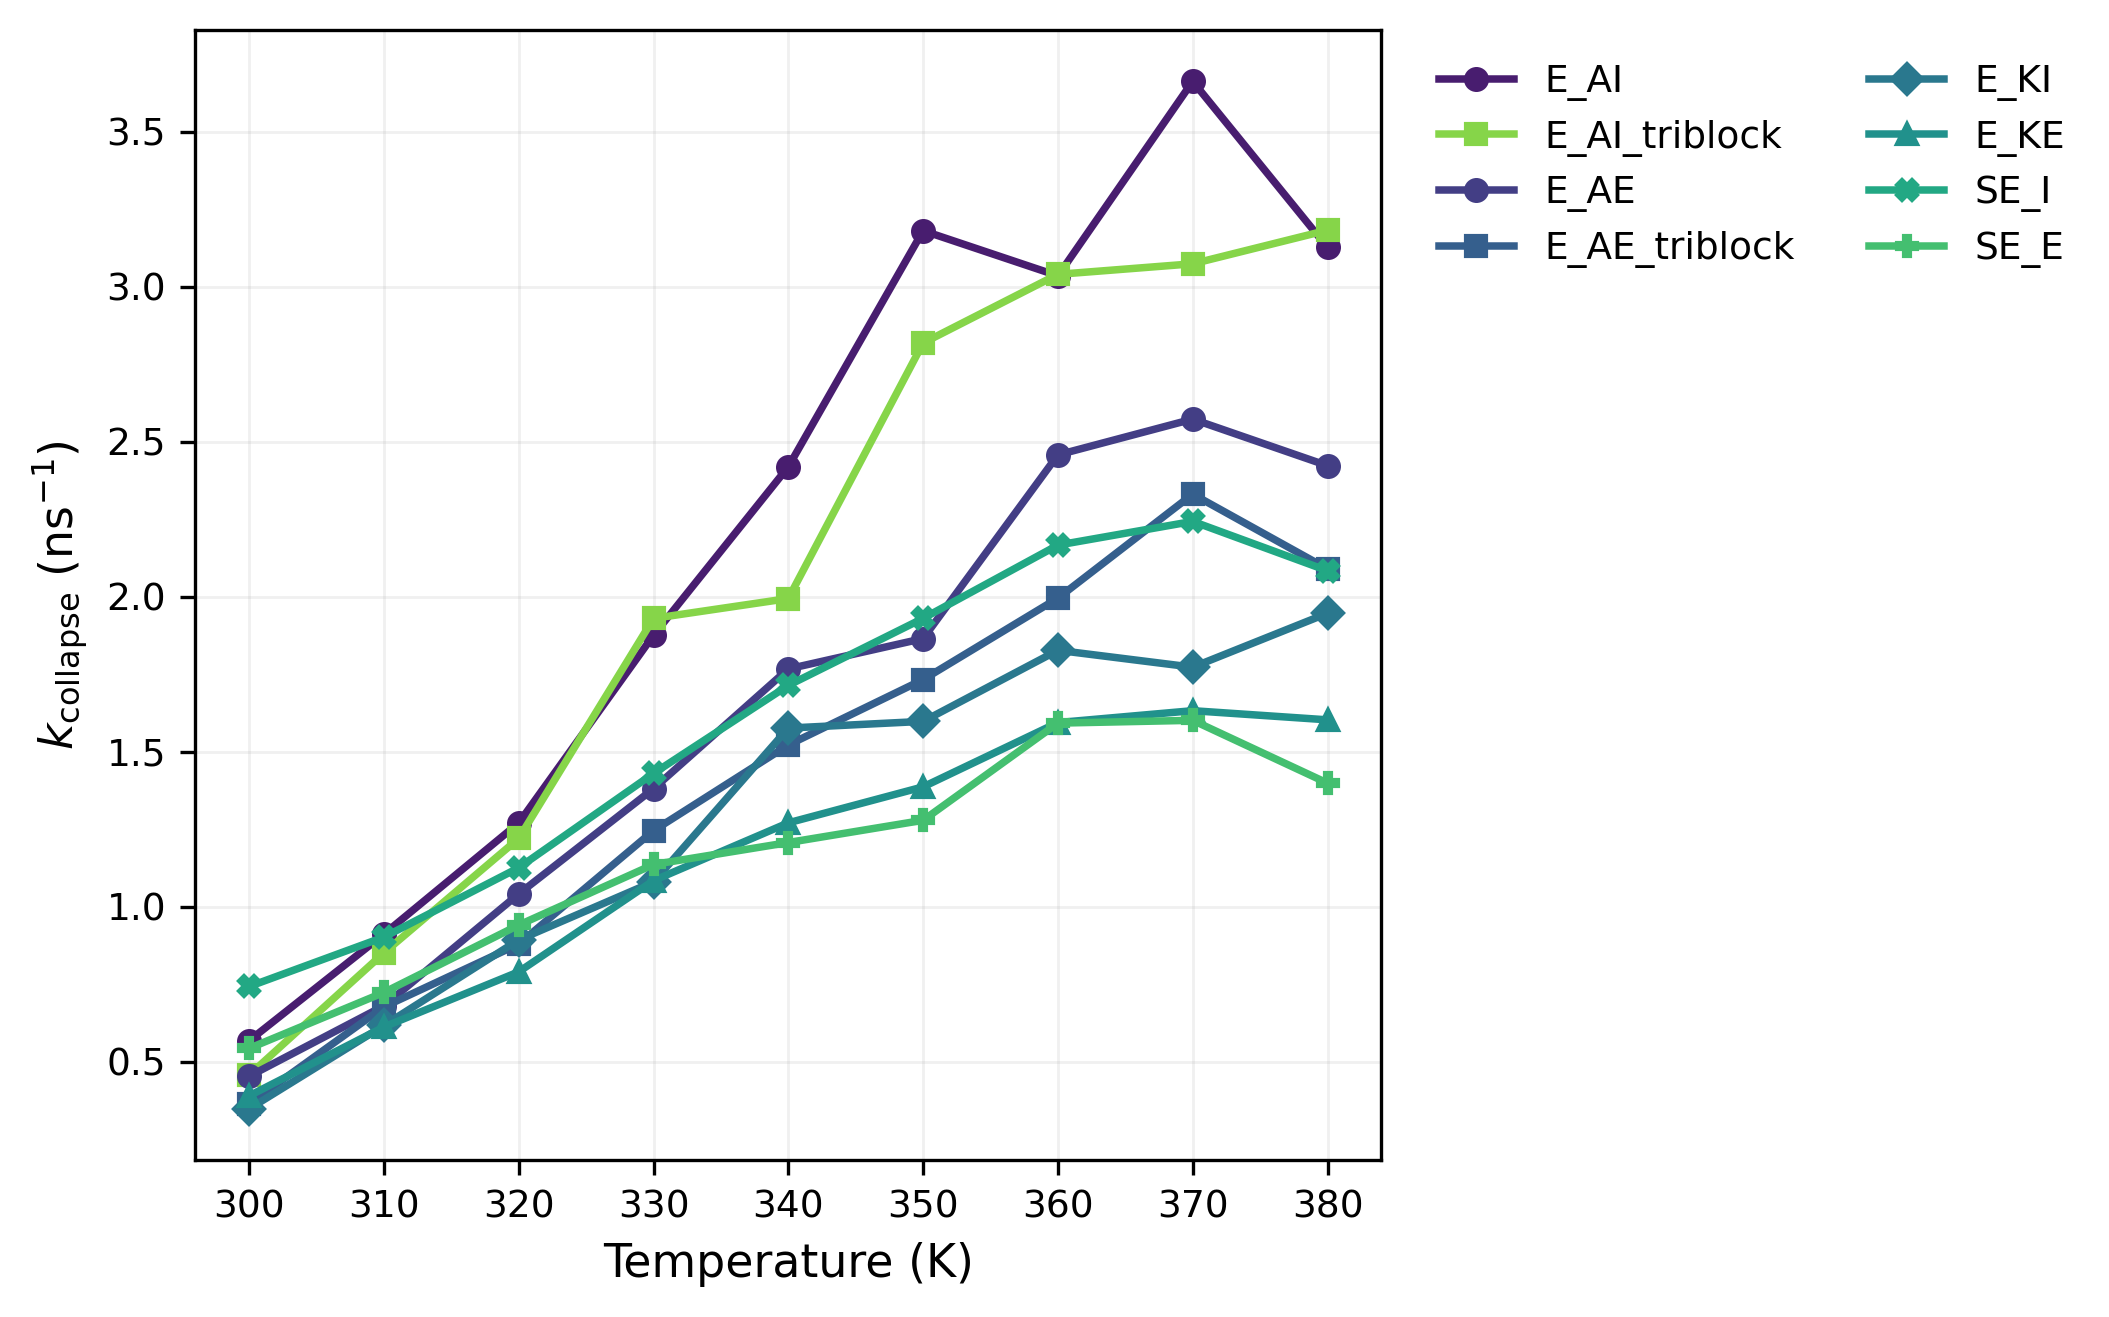 3.5
3.0
2.5
2.0
1.5
1.0
0.5
300 310 320 330 340 350 360 370 380
Temperature (K)
k_collapse (ns⁻¹)
E_AI
E_AI_triblock
E_AE
E_AE_triblock
E_KI
E_KE
SE_I
SE_E